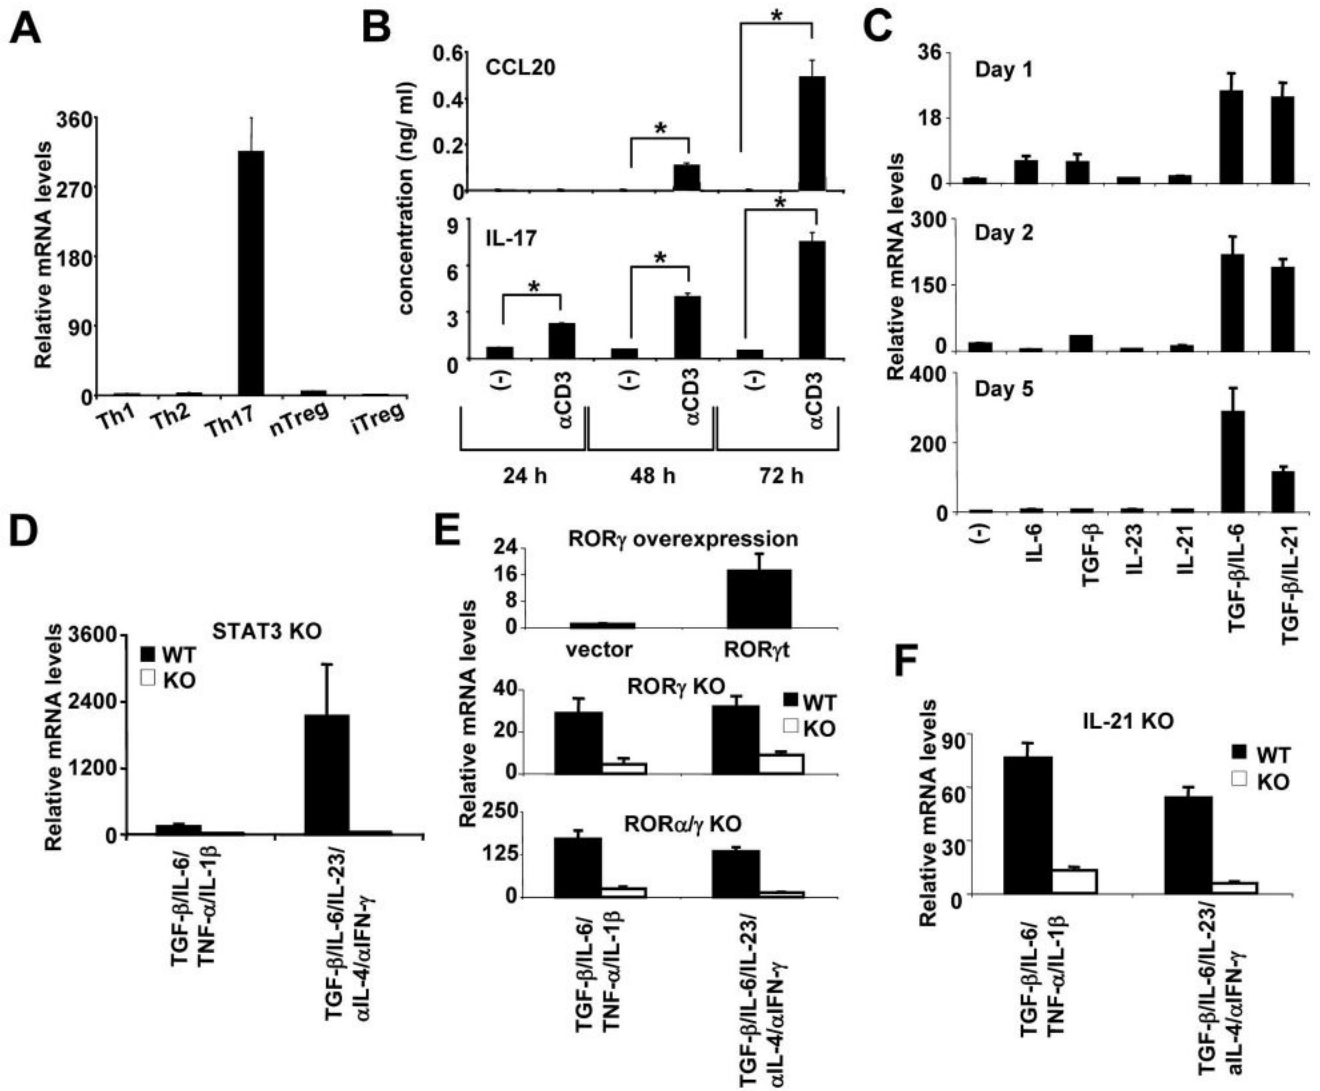 A
Relative mRNA levels
360
270
180
90
0
Th1
Th2
Th17
nTreg
iTreg
B
concentration (ng/ ml)
CCL20
0.6
0.4
0.2
0
*
*
IL-17
9
6
3
0
*
*
*
(-)
αCD3
(-)
αCD3
(-)
αCD3
24 h
48 h
72 h
C
Relative mRNA levels
Day 1
36
18
0
Day 2
300
150
0
Day 5
400
200
0
(-)
IL-6
TGF-β
IL-23
IL-21
TGF-β/IL-6
TGF-β/IL-21
D
Relative mRNA levels
STAT3 KO
WT
KO
3600
2400
1200
0
TGF-β/IL-6/
TNF-α/IL-1β
TGF-β/IL-6/IL-23/
αIL-4/αIFN-γ
E
Relative mRNA levels
RORγ overexpression
24
16
8
0
vector
RORγt
RORγ KO
WT
KO
40
20
0
RORα/γ KO
250
125
0
TGF-β/IL-6/
TNF-α/IL-1β
TGF-β/IL-6/IL-23/
αIL-4/αIFN-γ
F
Relative mRNA levels
IL-21 KO
WT
KO
90
60
30
0
TGF-β/IL-6/
TNF-α/IL-1β
TGF-β/IL-6/IL-23/
aIL-4/αIFN-γ